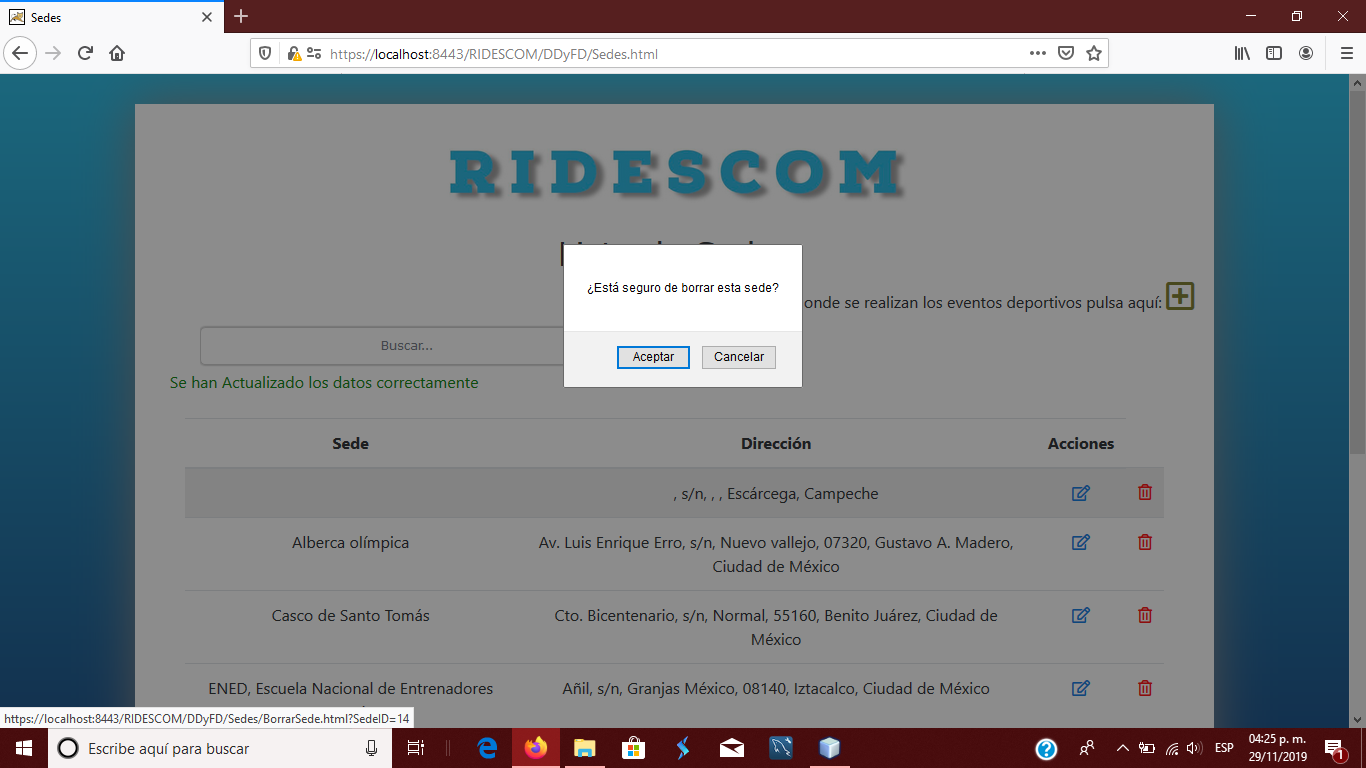 Sedes
https://localhost:8443/RIDESCOM/DDyFD/Sedes.html
RIDESCOM
¿Está seguro de borrar esta sede?
Aceptar
Cancelar
onde se realizan los eventos deportivos pulsa aquí:
Buscar...
Se han Actualizado los datos correctamente
Sede
Dirección
Acciones
, s/n, , , Escárcega, Campeche
Alberca olímpica
Av. Luis Enrique Erro, s/n, Nuevo vallejo, 07320, Gustavo A. Madero,
Ciudad de México
Casco de Santo Tomás
Cto. Bicentenario, s/n, Normal, 55160, Benito Juárez, Ciudad de
México
ENED, Escuela Nacional de Entrenadores
Añil, s/n, Granjas México, 08140, Iztacalco, Ciudad de México
https://localhost:8443/RIDESCOM/DDyFD/Sedes/BorrarSede.html?SedeID=14
Escribe aquí para buscar
ESP
04:25 p. m.
29/11/2019
1